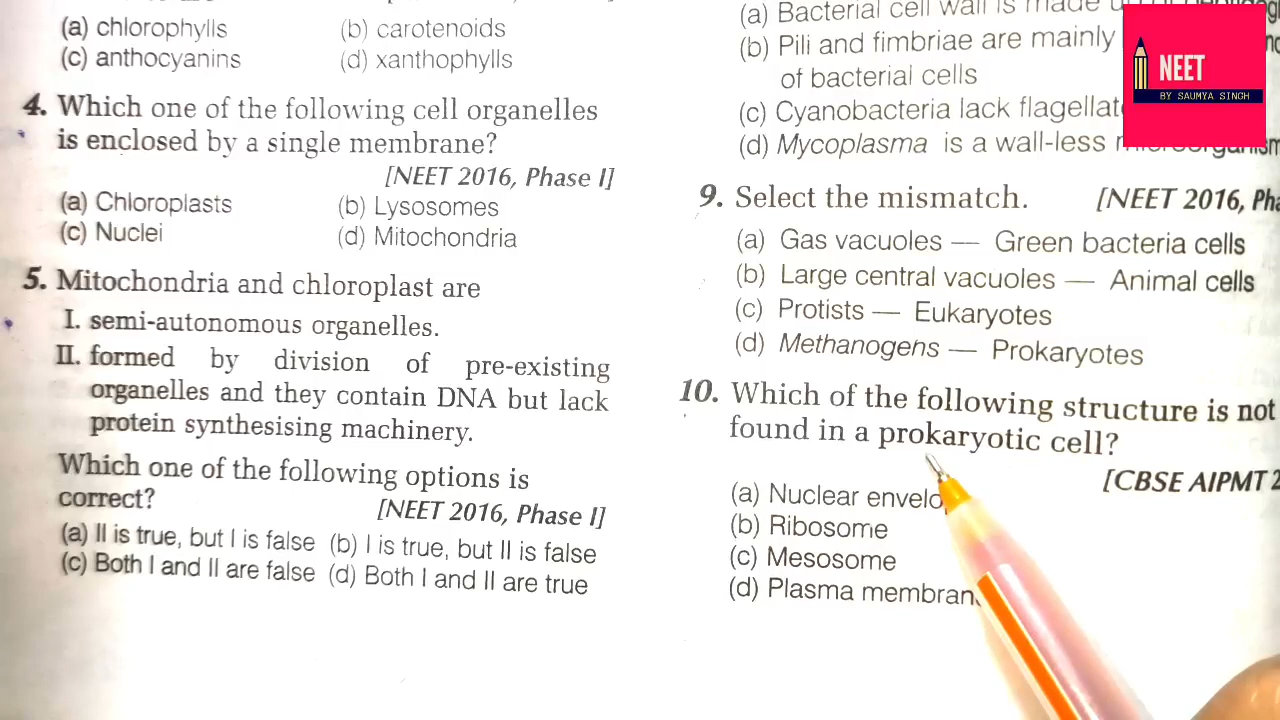 (a) chlorophylls (b) carotenoids
(c) anthocyanins (d) xanthophylls
4. Which one of the following cell organelles
is enclosed by a single membrane?
[NEET 2016, Phase I]
(a) Chloroplasts (b) Lysosomes
(c) Nuclei (d) Mitochondria
5. Mitochondria and chloroplast are
I. semi-autonomous organelles.
II. formed by division of pre-existing
organelles and they contain DNA but lack
protein synthesising machinery.
Which one of the following options is
correct? [NEET 2016, Phase I]
(a) II is true, but I is false (b) I is true, but II is false
(c) Both I and II are false (d) Both I and II are true
(a) Bacterial cell wall is made
(b) Pili and fimbriae are mainly
of bacterial cells
(c) Cyanobacteria lack
(d) Mycoplasma is a wall-less
9. Select the mismatch. [NEET 2016,
(a) Gas vacuoles — Green bacteria cells
(b) Large central vacuoles — Animal cells
(c) Protists — Eukaryotes
(d) Methanogens — Prokaryotes
10. Which of the following structure is not
found in a prokaryotic cell?
[CBSE AIPMT
(a) Nuclear
(b) Ribosome
(c) Mesosome
(d) Plasma
NEET
BY SAUMYA SINGH